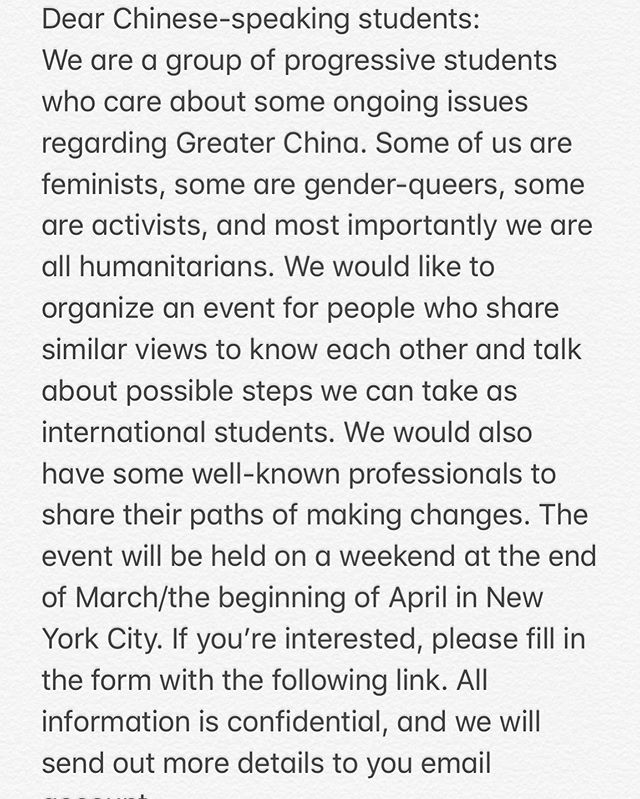 Dear Chinese-speaking students:
We are a group of progressive students
who care about some ongoing issues
regarding Greater China. Some of us are
feminists, some are gender-queers, some
are activists, and most importantly we are
all humanitarians. We would like to
organize an event for people who share
similar views to know each other and talk
about possible steps we can take as
international students. We would also
have some well-known professionals to
share their paths of making changes. The
event will be held on a weekend at the end
of March/the beginning of April in New
York City. If you’re interested, please fill in
the form with the following link. All
information is confidential, and we will
send out more details to you email